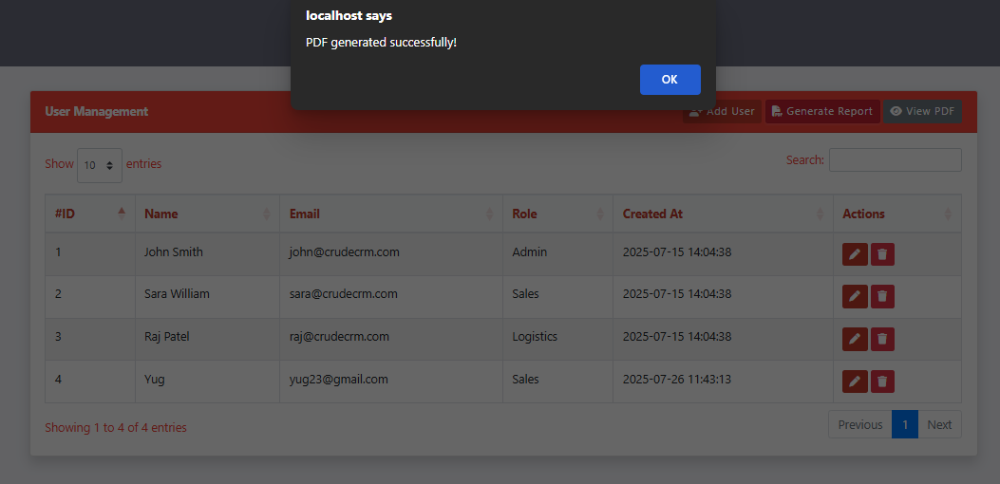 localhost says
PDF generated successfully!
OK
User Management Add User Generate Report View PDF
Show 10 entries Search:
#ID Name Email Role Created At Actions
1 John Smith john@crudecrm.com Admin 2025-07-15 14:04:38
2 Sara William sara@crudecrm.com Sales 2025-07-15 14:04:38
3 Raj Patel raj@crudecrm.com Logistics 2025-07-15 14:04:38
4 Yug yug23@gmail.com Sales 2025-07-26 11:43:13
Showing 1 to 4 of 4 entries Previous 1 Next